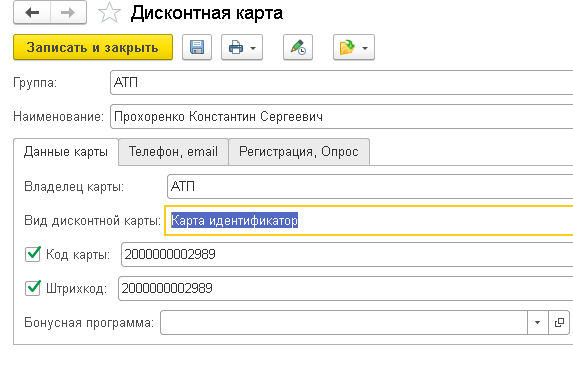 Дисконтная карта
Записать и закрыть
Группа: АТП
Наименование: Прохоренко Константин Сергеевич
Данные карты Телефон, email Регистрация, Опрос
Владелец карты: АТП
Вид дисконтной карты: Карта идентификатор
Код карты: 2000000002989
Штрихкод: 2000000002989
Бонусная программа: